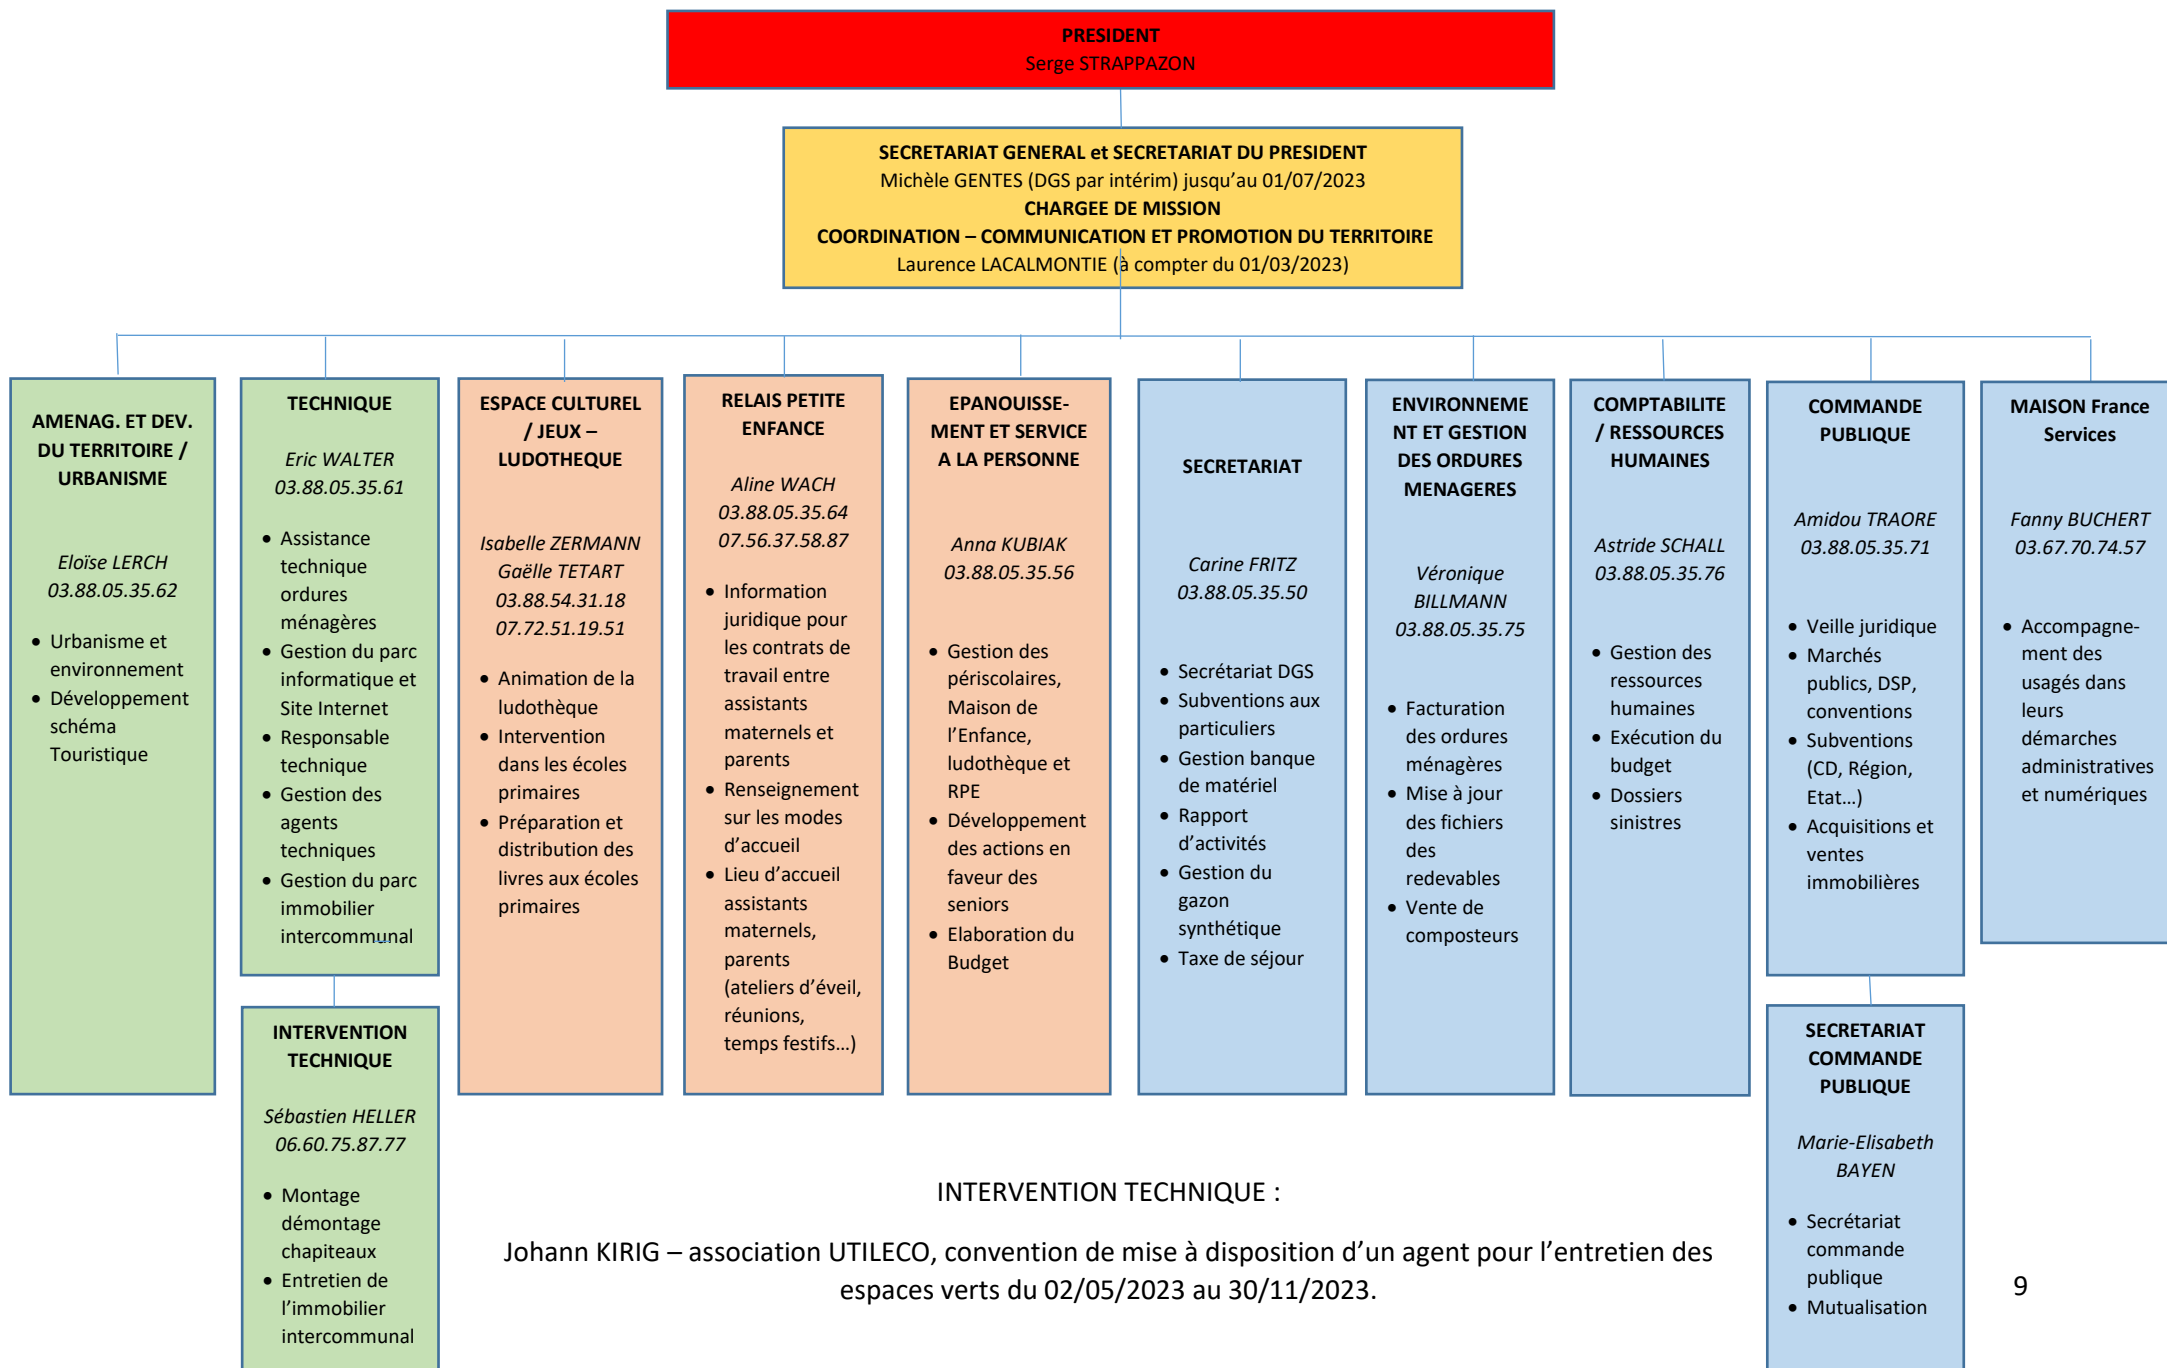 PRESIDENT
Serge STRAPPAZON
SECRETARIAT GENERAL et SECRETARIAT DU PRESIDENT
Michèle GENTES (DGS par intérim) jusqu’au 01/07/2023
CHARGEE DE MISSION
COORDINATION – COMMUNICATION ET PROMOTION DU TERRITOIRE
Laurence LACALMONTIE (à compter du 01/03/2023)
AMENAG. ET DEV.
DU TERRITOIRE /
URBANISME
Eloïse LERCH
03.88.05.35.62
• Urbanisme et
environnement
• Développement
schéma
Touristique
TECHNIQUE
Eric WALTER
03.88.05.35.61
• Assistance
technique
ordures
ménagères
• Gestion du parc
informatique et
Site Internet
• Responsable
technique
• Gestion des
agents
techniques
• Gestion du parc
immobilier
intercommunal
INTERVENTION
TECHNIQUE
Sébastien HELLER
06.60.75.87.77
• Montage
démontage
chapiteaux
• Entretien de
l’immobilier
intercommunal
ESPACE CULTUREL
/ JEUX –
LUDOTHEQUE
Isabelle ZERMANN
Gaëlle TETART
03.88.54.31.18
07.72.51.19.51
• Animation de la
ludothèque
• Intervention
dans les écoles
primaires
• Préparation et
distribution des
livres aux écoles
primaires
RELAIS PETITE
ENFANCE
Aline WACH
03.88.05.35.64
07.56.37.58.87
• Information
juridique pour
les contrats de
travail entre
assistants
maternels et
parents
• Renseignement
sur les modes
d’accueil
• Lieu d’accueil
assistants
maternels,
parents
(ateliers d’éveil,
réunions,
temps festifs…)
EPANOUISSE-
MENT ET SERVICE
A LA PERSONNE
Anna KUBIAK
03.88.05.35.56
• Gestion des
périscolaires,
Maison de
l’Enfance,
ludothèque et
RPE
• Développement
des actions en
faveur des
seniors
• Elaboration du
Budget
SECRETARIAT
Carine FRITZ
03.88.05.35.50
• Secrétariat DGS
• Subventions aux
particuliers
• Gestion banque
de matériel
• Rapport
d’activités
• Gestion du
gazon
synthétique
• Taxe de séjour
ENVIRONNEME
NT ET GESTION
DES ORDURES
MENAGERES
Véronique
BILLMANN
03.88.05.35.75
• Facturation
des ordures
ménagères
• Mise à jour
des fichiers
des
redevables
• Vente de
composteurs
COMPTABILITE
/ RESSOURCES
HUMAINES
Astride SCHALL
03.88.05.35.76
• Gestion des
ressources
humaines
• Exécution du
budget
• Dossiers
sinistres
COMMANDE
PUBLIQUE
Amidou TRAORE
03.88.05.35.71
• Veille juridique
• Marchés
publics, DSP,
conventions
• Subventions
(CD, Région,
Etat…)
• Acquisitions et
ventes
immobilières
SECRETARIAT
COMMANDE
PUBLIQUE
Marie-Elisabeth
BAYEN
• Secrétariat
commande
publique
• Mutualisation
MAISON France
Services
Fanny BUCHERT
03.67.70.74.57
• Accompagne-
ment des
usagés dans
leurs
démarches
administratives
et numériques
INTERVENTION TECHNIQUE :
Johann KIRIG – association UTILECO, convention de mise à disposition d’un agent pour l’entretien des
espaces verts du 02/05/2023 au 30/11/2023.
9